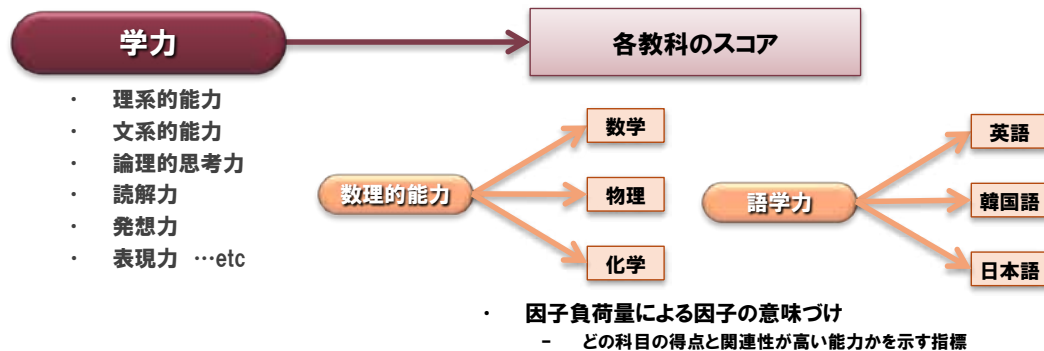 学力
各教科のスコア
・ 理系的能力
・ 文系的能力
・ 論理的思考力
・ 読解力
・ 発想力
・ 表現力 …etc
数理的能力
数学
物理
化学
語学力
英語
韓国語
日本語
・ 因子負荷量による因子の意味づけ
– どの科目の得点と関連性が高い能力かを示す指標